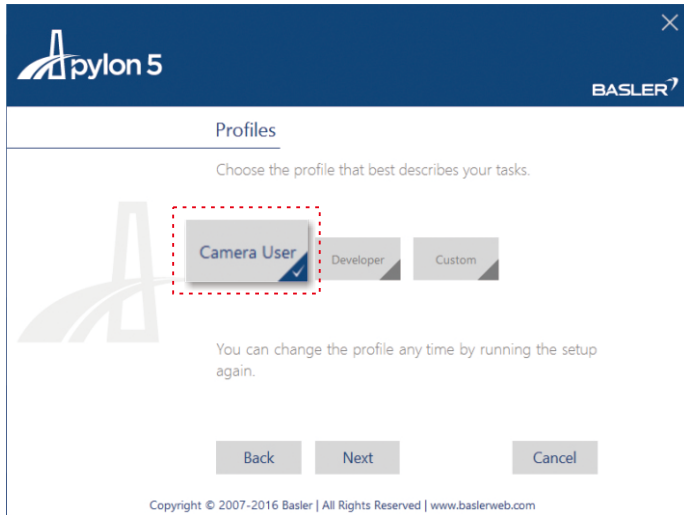 pylon 5
BASLER
Profiles
Choose the profile that best describes your tasks.
Camera User
Developer
Custom
You can change the profile any time by running the setup
again.
Back
Next
Cancel
Copyright © 2007-2016 Basler | All Rights Reserved | www.baslerweb.com